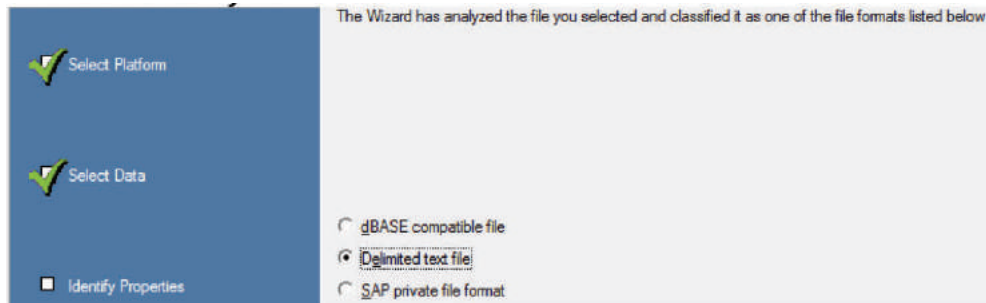 The Wizard has analyzed the file you selected and classified it as one of the file formats listed below
Select Platform
Select Data
Identify Properties
dBASE compatible file
Delimited text file
SAP private file format